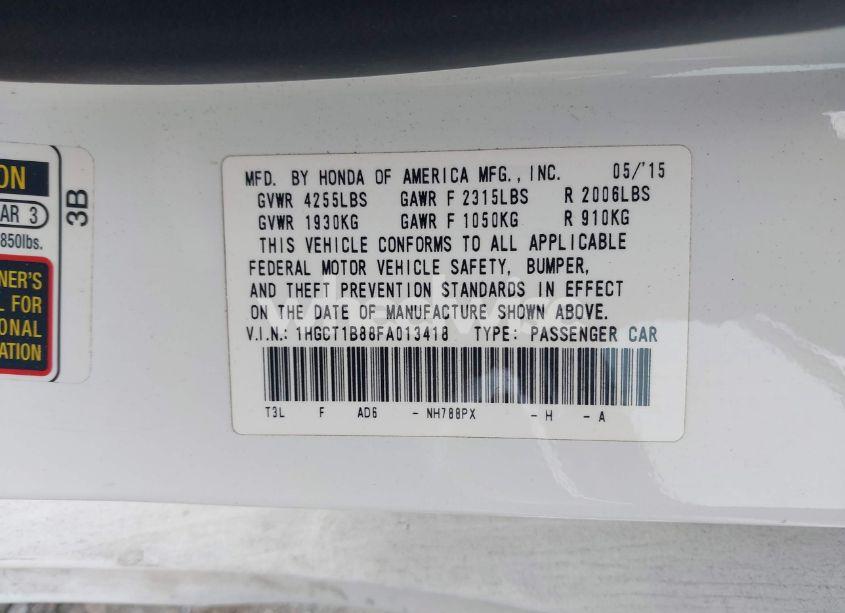 ON
AR 3
850lbs.
NER'S
L FOR
IONAL
ATION
3B
MFD. BY HONDA OF AMERICA MFG., INC. 05/'15
GVWR 4255LBS GAWR F 2315LBS R 2006LBS
GVWR 1930KG GAWR F 1050KG R 910KG
THIS VEHICLE CONFORMS TO ALL APPLICABLE
FEDERAL MOTOR VEHICLE SAFETY, BUMPER,
AND THEFT PREVENTION STANDARDS IN EFFECT
ON THE DATE OF MANUFACTURE SHOWN ABOVE.
V.I.N.: 1HGCT1B88FA013418 TYPE: PASSENGER CAR
T3L F AD6 - NH788PX - H - A